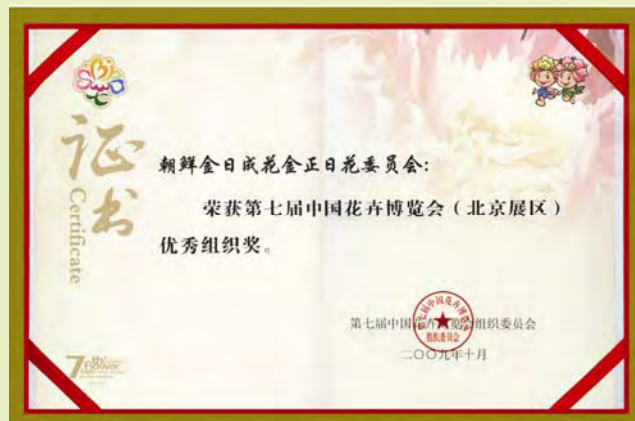 证书
Certificate
朝鲜金日成花金正日花委员会:
荣获第七届中国花卉博览会（北京展区）
优秀组织奖。
第七届中国花卉博览会组织委员会
二〇〇九年十月
7th
Flower